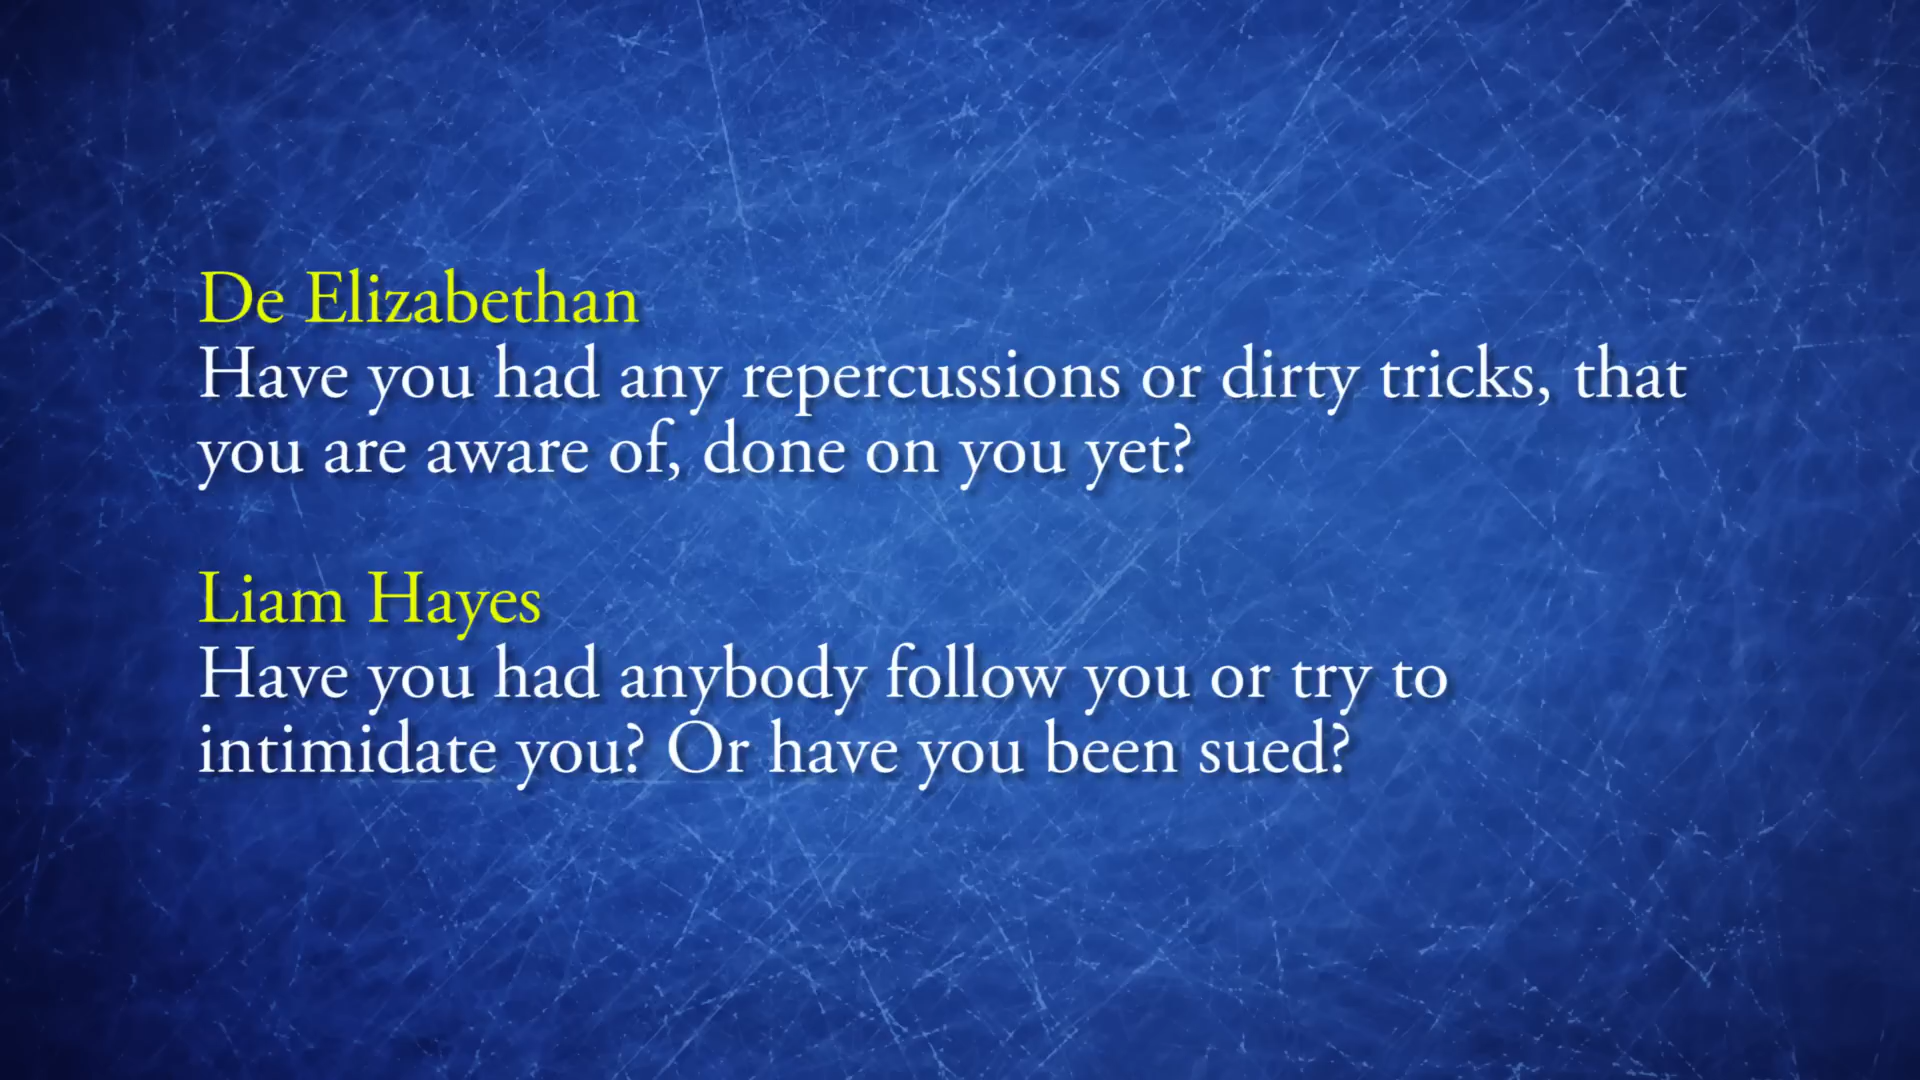 De Elizabethan
Have you had any repercussions or dirty tricks, that
you are aware of, done on you yet?
Liam Hayes
Have you had anybody follow you or try to
intimidate you? Or have you been sued?